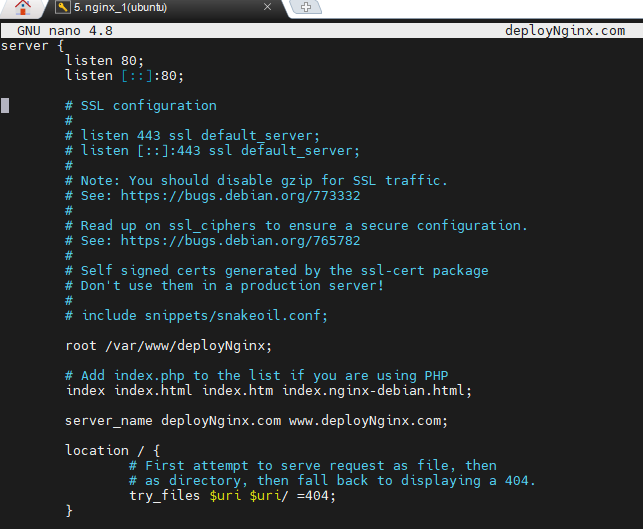 5. nginx_1(ubuntu)
GNU nano 4.8 deployNginx.com
server {
listen 80;
listen [::]:80;
# SSL configuration
#
# listen 443 ssl default_server;
# listen [::]:443 ssl default_server;
#
# Note: You should disable gzip for SSL traffic.
# See: https://bugs.debian.org/773332
#
# Read up on ssl_ciphers to ensure a secure configuration.
# See: https://bugs.debian.org/765782
#
# Self signed certs generated by the ssl-cert package
# Don't use them in a production server!
#
# include snippets/snakeoil.conf;
root /var/www/deployNginx;
# Add index.php to the list if you are using PHP
index index.html index.htm index.nginx-debian.html;
server_name deployNginx.com www.deployNginx.com;
location / {
# First attempt to serve request as file, then
# as directory, then fall back to displaying a 404.
try_files $uri $uri/ =404;
}